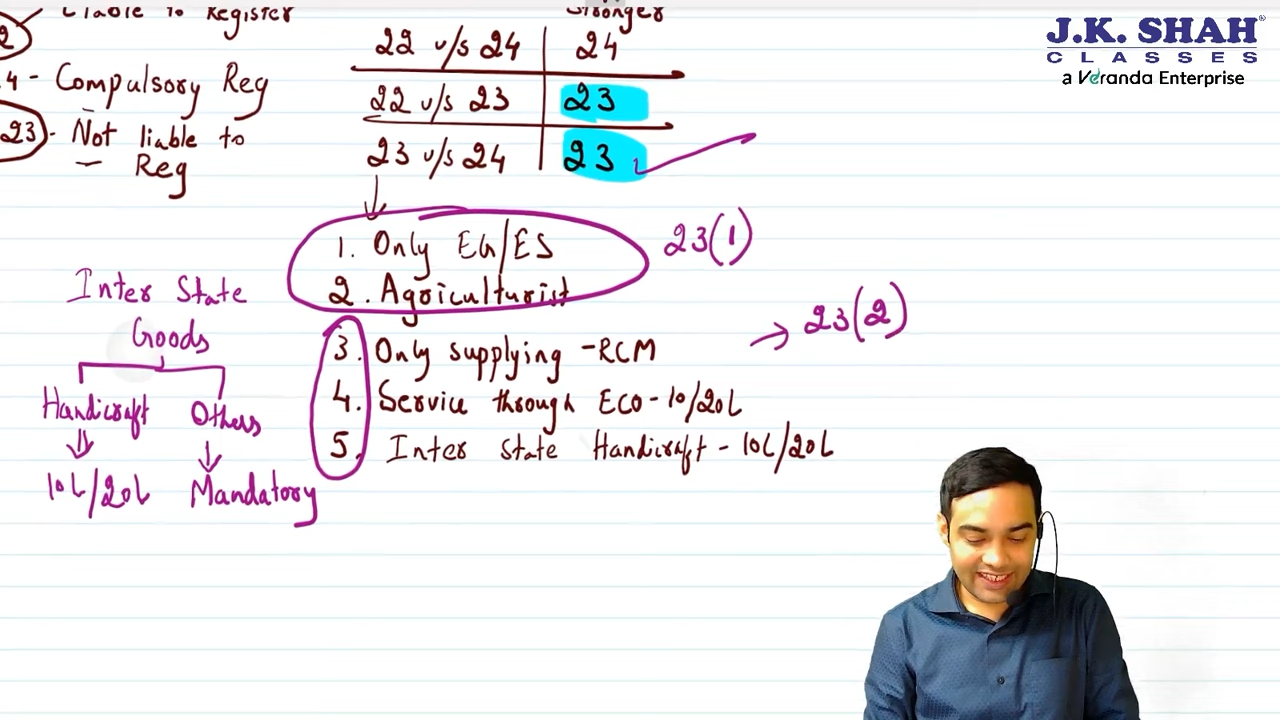 Liable to Register
2
4 - Compulsory Reg
23 - Not liable to
Reg
Stronger
22 v/s 24 24
22 v/s 23 23
23 v/s 24 23
1. Only EG/ES
2. Agriculturist
23(1)
3. Only supplying - RCM
4. Service through ECO - 10/20L
5. Inter state Handicraft - 10L/20L
→ 23(2)
Inter State
Goods
Handicraft Others
10L/20L Mandatory
J.K. SHAH®
CLASSES
a Veranda Enterprise